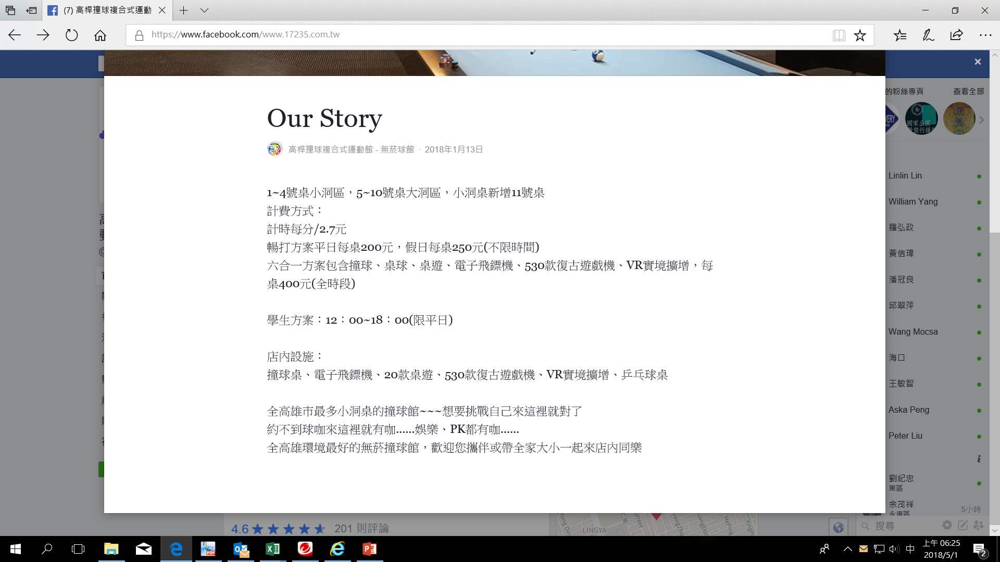 (7) 高桿撞球複合式運動
https://www.facebook.com/www.17235.com.tw
的粉絲專頁
查看全部
國家公園
Our Story
高桿撞球複合式運動館 - 無菸球館 · 2018年1月13日
1~4號桌小洞區，5~10號桌大洞區，小洞桌新增11號桌
計費方式：
計時每分/2.7元
暢打方案平日每桌200元，假日每桌250元(不限時間)
六合一方案包含撞球、桌球、桌遊、電子飛鏢機、530款復古遊戲機、VR實境擴增，每
桌400元(全時段)
學生方案：12：00~18：00(限平日)
店內設施：
撞球桌、電子飛鏢機、20款桌遊、530款復古遊戲機、VR實境擴增、乒乓球桌
全高雄市最多小洞桌的撞球館~~~想要挑戰自己來這裡就對了
約不到球咖來這裡就有咖......娛樂、PK都有咖......
全高雄環境最好的無菸撞球館，歡迎您攜伴或帶全家大小一起來店內同樂
Linlin Lin
William Yang
羅弘政
黃信瑋
潘冠良
邱翠萍
Wang Mocsa
海口
王敏智
Aska Peng
Peter Liu
劉紀忠
東區
余茂祥
永康區
5小時
搜尋
4.6
201 則評論
LINGYA
中
上午 06:25
2018/5/1
2